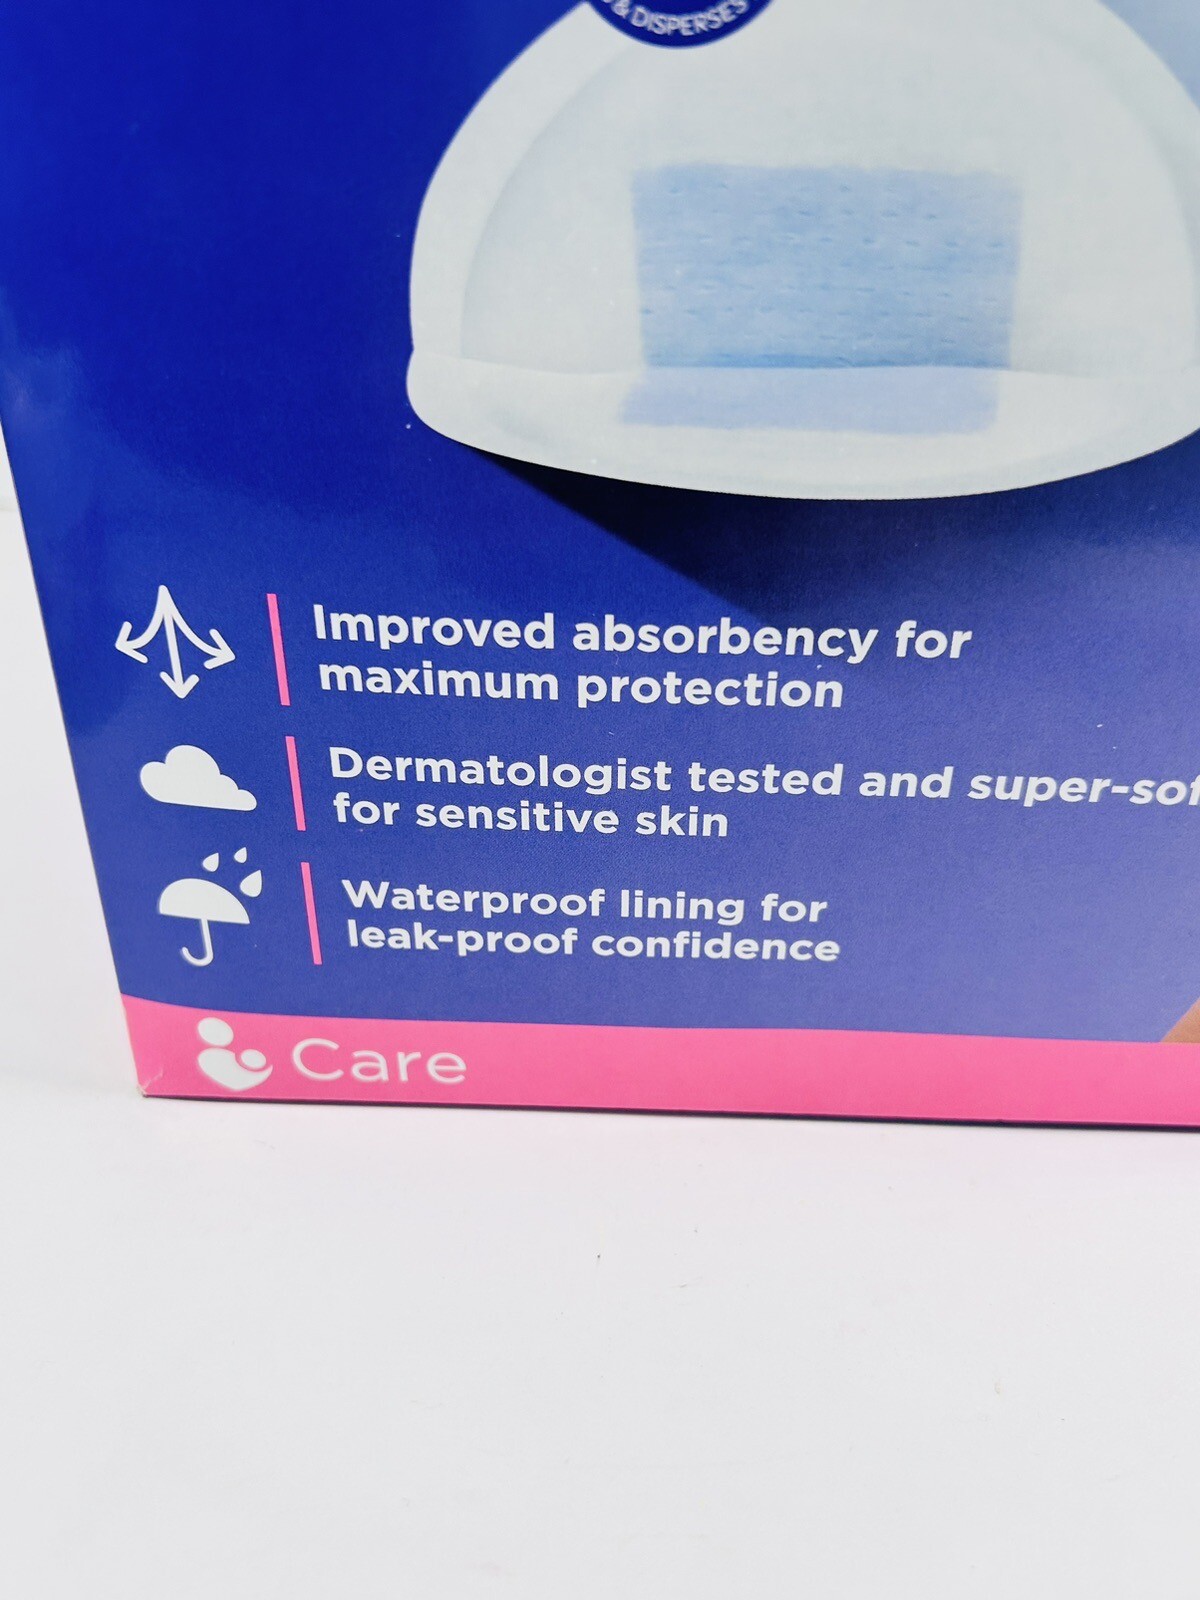 & DISPERSES
Improved absorbency for
maximum protection
Dermatologist tested and super-sof
for sensitive skin
Waterproof lining for
leak-proof confidence
Care